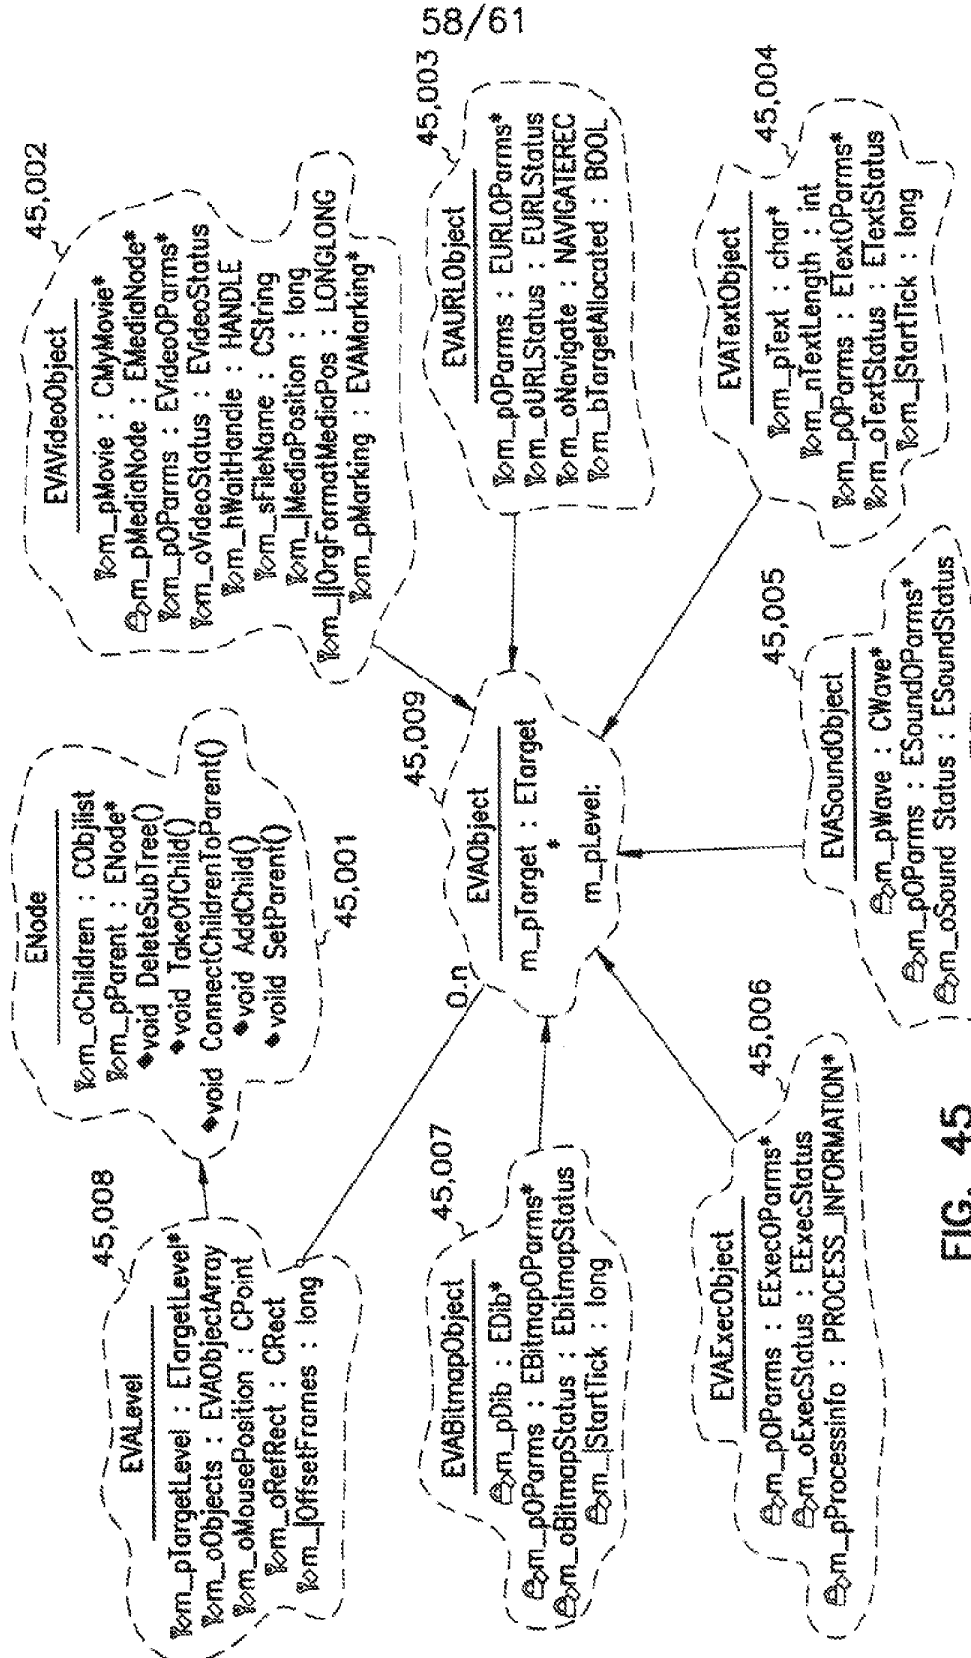 58/61
45,008
EVALevel
m_pTargetLevel : ETargetLevel*
m_oObjects : EVAObjectArray
m_oMousePosition : CPoint
m_oRefRect : CRect
m_lOffsetFrames : long
ENode
m_oChildren : CObjlist
m_pParent : ENode*
void DeleteSubTree()
void TakeOfChild()
void ConnectChildrenToParent()
void AddChild()
voild SetParent()
45,001
45,002
EVAVideoObject
m_pMovie : CMyMovie*
m_pMediaNode : EMediaNode*
m_pOParms : EVideoOParms*
m_oVideoStatus : EVideoStatus
m_hWaitHandle : HANDLE
m_sFileName : CString
m_lMediaPosition : long
m_llOrgFormatMediaPos : LONGLONG
m_pMarking : EVAMarking*
45,007
EVABitmapObject
m_pDib : EDib*
m_pOParms : EBitmapOParms*
m_oBitmapStatus : EbitmapStatus
m_lStartTick : long
0.n
45,009
EVAObject
m_pTarget : ETarget
*
m_pLevel:
45,003
EVAURLObject
m_pOParms : EURLOParms*
m_oURLStatus : EURLStatus
m_oNavigate : NAVIGATEREC
m_bTargetAllocated : BOOL
45,006
EVAExecObject
m_pOParms : EExecOParms*
m_oExecStatus : EExecStatus
m_pProcessInfo : PROCESS_INFORMATION*
45,005
EVASoundObject
m_pWave : CWave*
m_pOParms : ESoundOParms*
m_oSound Status : ESoundStatus
45,004
EVATextObject
m_pText : char*
m_nTextLength : int
m_pOParms : ETextOParms*
m_oTextStatus : ETextStatus
m_lStartTick : long
FIG. 45